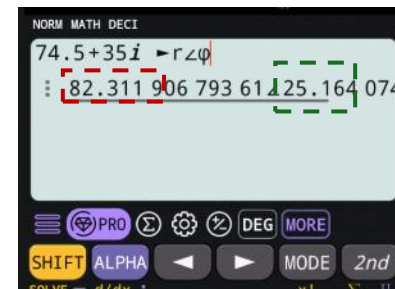 NORM MATH DECI
74.5+35i ►r∠φ
82.311 906 793 61∠25.164 074
PRO Σ DEG MORE
SHIFT ALPHA MODE 2nd